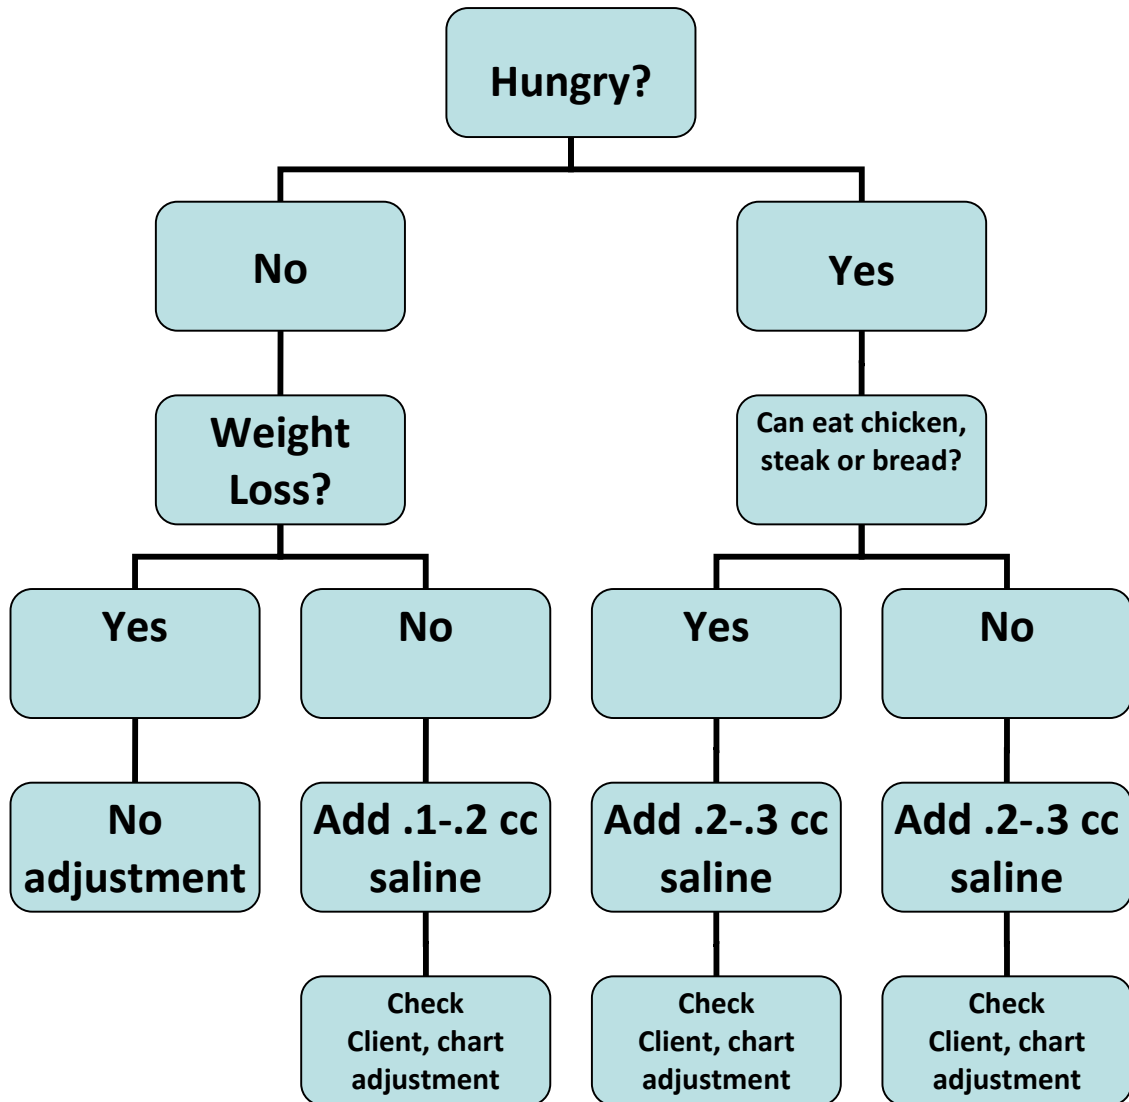 Hungry?
No
Yes
Weight
Loss?
Can eat chicken,
steak or bread?
Yes
No
Yes
No
No
adjustment
Add .1-.2 cc
saline
Add .2-.3 cc
saline
Add .2-.3 cc
saline
Check
Client, chart
adjustment
Check
Client, chart
adjustment
Check
Client, chart
adjustment